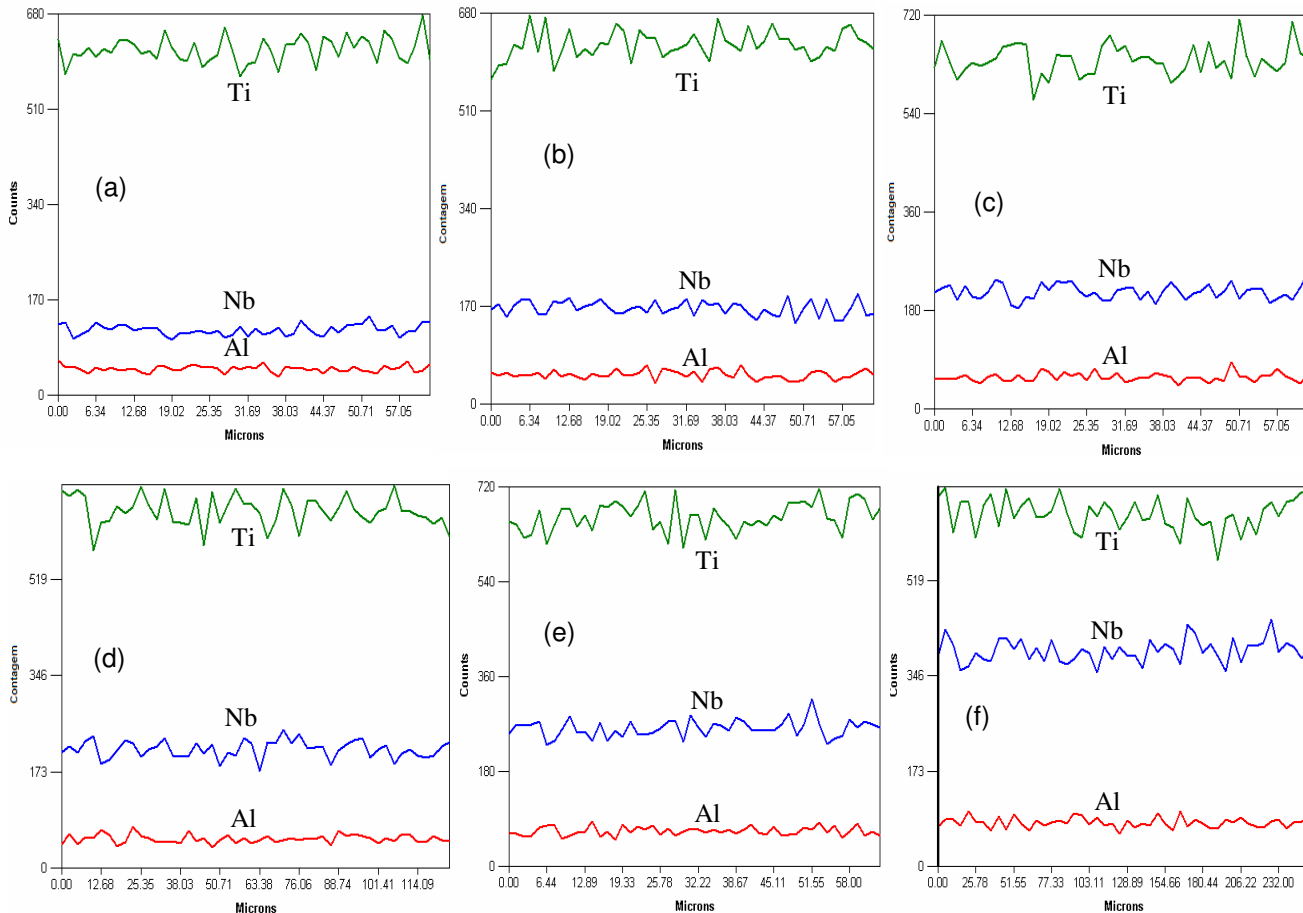 680
510
340
170
0
Counts
(a)
Ti
Nb
Al
0.00 6.34 12.68 19.02 25.35 31.69 38.03 44.37 50.71 57.05
Microns
680
510
340
170
0
Contagem
(b)
Ti
Nb
Al
0.00 6.34 12.68 19.02 25.35 31.69 38.03 44.37 50.71 57.05
Microns
720
540
360
180
0
Contagem
(c)
Ti
Nb
Al
0.00 6.34 12.68 19.02 25.35 31.69 38.03 44.37 50.71 57.05
Microns
519
346
173
0
Contagem
(d)
Ti
Nb
Al
0.00 12.68 25.35 38.03 50.71 63.38 76.06 88.74 101.41 114.09
Microns
720
540
360
180
0
Counts
(e)
Ti
Nb
Al
0.00 6.44 12.89 19.33 25.78 32.22 38.67 45.11 51.55 58.00
Microns
519
346
173
0
Counts
(f)
Ti
Nb
Al
0.00 25.78 51.55 77.33 103.11 128.89 154.66 180.44 206.22 232.00
Microns